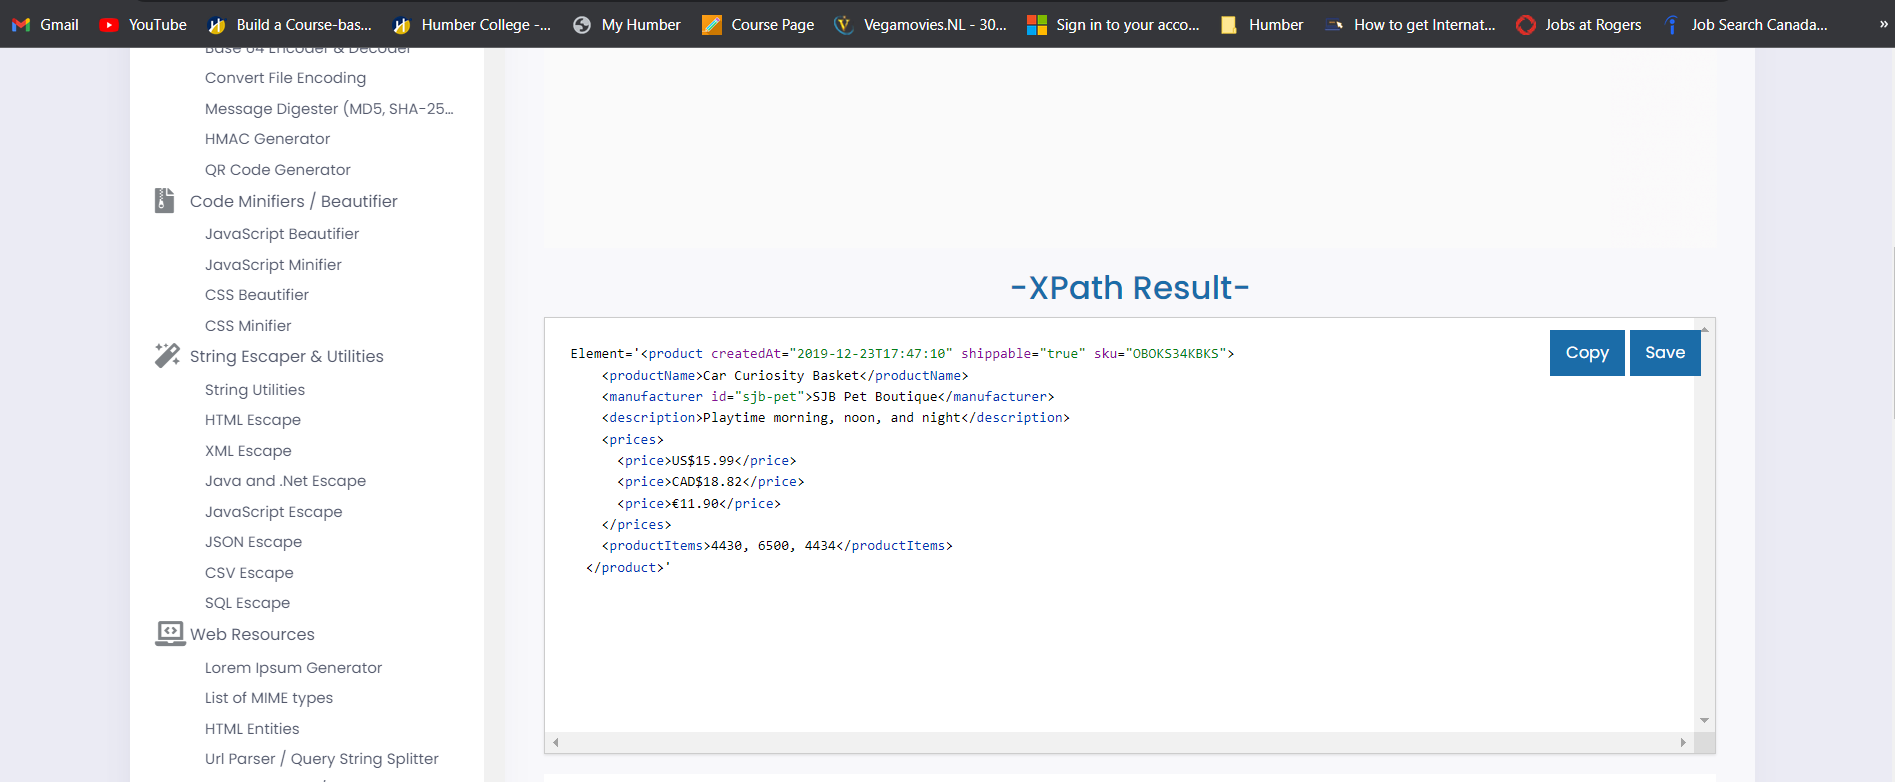 Gmail
YouTube
Build a Course-bas...
Humber College -...
My Humber
Course Page
Vegamovies.NL - 30...
Sign in to your acco...
Humber
How to get Internat...
Jobs at Rogers
Job Search Canada...
»
Base 64 Encoder & Decoder
Convert File Encoding
Message Digester (MD5, SHA-25...
HMAC Generator
QR Code Generator
Code Minifiers / Beautifier
JavaScript Beautifier
JavaScript Minifier
CSS Beautifier
CSS Minifier
String Escaper & Utilities
String Utilities
HTML Escape
XML Escape
Java and .Net Escape
JavaScript Escape
JSON Escape
CSV Escape
SQL Escape
Web Resources
Lorem Ipsum Generator
List of MIME types
HTML Entities
Url Parser / Query String Splitter
-XPath Result-
Copy
Save
Element='<product createdAt="2019-12-23T17:47:10" shippable="true" sku="OBOKS34KBKS">
<productName>Car Curiosity Basket</productName>
<manufacturer id="sjb-pet">SJB Pet Boutique</manufacturer>
<description>Playtime morning, noon, and night</description>
<prices>
<price>US$15.99</price>
<price>CAD$18.82</price>
<price>€11.90</price>
</prices>
<productItems>4430, 6500, 4434</productItems>
</product>'